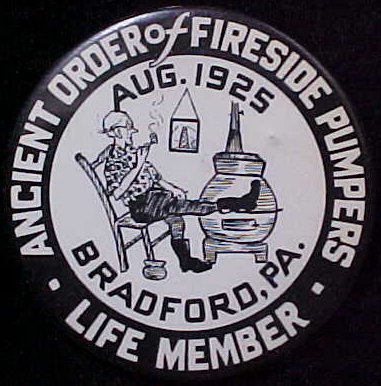 ANCIENT ORDER of FIRESIDE PUMPERS
AUG. 1925
BRADFORD, PA.
· LIFE MEMBER ·